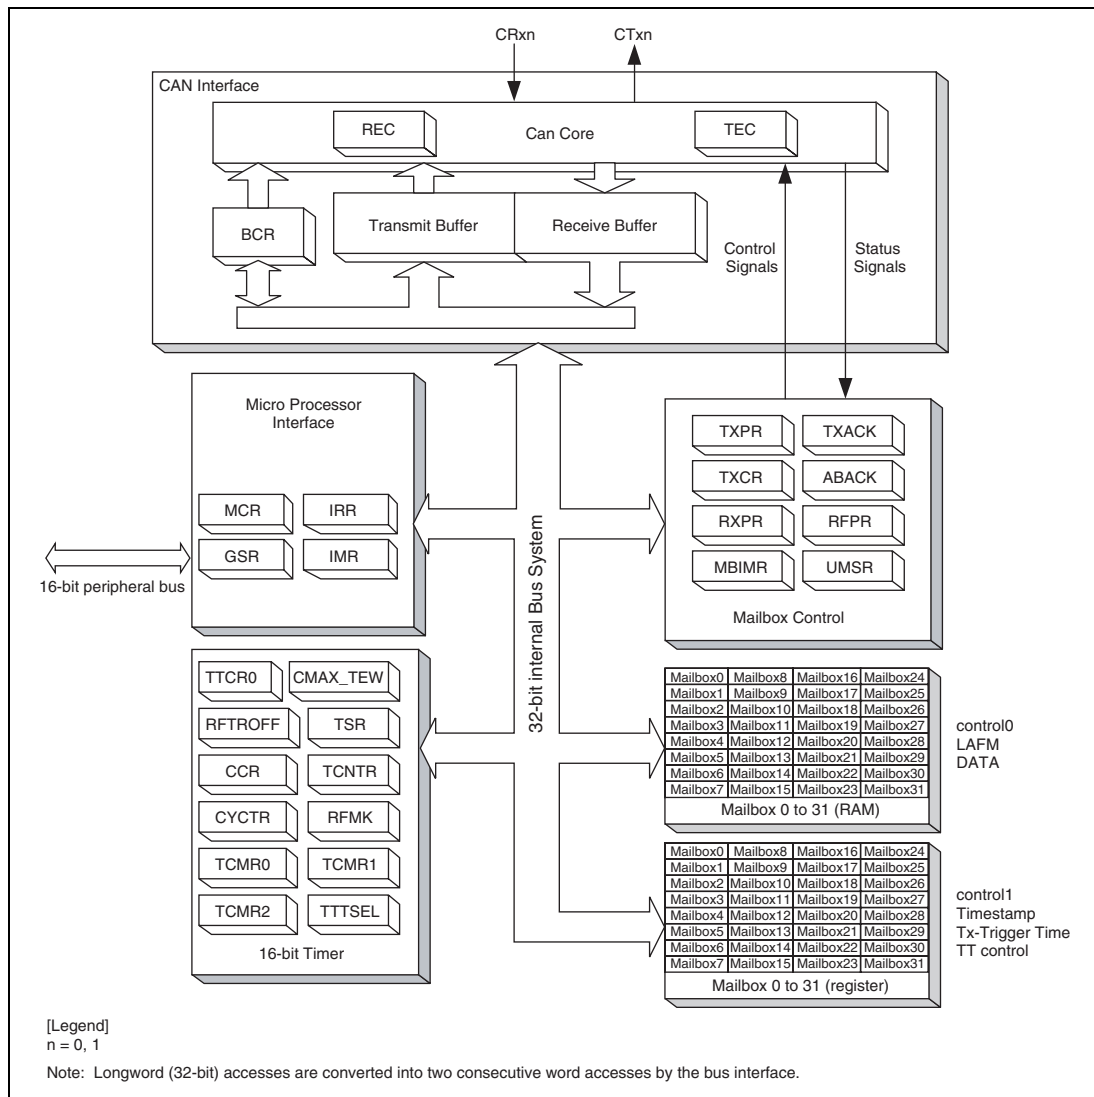 CRxn
CTxn
CAN Interface
REC
Can Core
TEC
BCR
Transmit Buffer
Receive Buffer
Control
Signals
Status
Signals
Micro Processor
Interface
MCR
IRR
GSR
IMR
16-bit peripheral bus
32-bit internal Bus System
TXPR
TXACK
TXCR
ABACK
RXPR
RFPR
MBIMR
UMSR
Mailbox Control
TTCR0
CMAX_TEW
RFTROFF
TSR
CCR
TCNTR
CYCTR
RFMK
TCMR0
TCMR1
TCMR2
TTTSEL
16-bit Timer
Mailbox0 Mailbox8 Mailbox16 Mailbox24
Mailbox1 Mailbox9 Mailbox17 Mailbox25
Mailbox2 Mailbox10 Mailbox18 Mailbox26
Mailbox3 Mailbox11 Mailbox19 Mailbox27
Mailbox4 Mailbox12 Mailbox20 Mailbox28
Mailbox5 Mailbox13 Mailbox21 Mailbox29
Mailbox6 Mailbox14 Mailbox22 Mailbox30
Mailbox7 Mailbox15 Mailbox23 Mailbox31
Mailbox 0 to 31 (RAM)
control0
LAFM
DATA
Mailbox0 Mailbox8 Mailbox16 Mailbox24
Mailbox1 Mailbox9 Mailbox17 Mailbox25
Mailbox2 Mailbox10 Mailbox18 Mailbox26
Mailbox3 Mailbox11 Mailbox19 Mailbox27
Mailbox4 Mailbox12 Mailbox20 Mailbox28
Mailbox5 Mailbox13 Mailbox21 Mailbox29
Mailbox6 Mailbox14 Mailbox22 Mailbox30
Mailbox7 Mailbox15 Mailbox23 Mailbox31
Mailbox 0 to 31 (register)
control1
Timestamp
Tx-Trigger Time
TT control
[Legend]
n = 0, 1
Note: Longword (32-bit) accesses are converted into two consecutive word accesses by the bus interface.